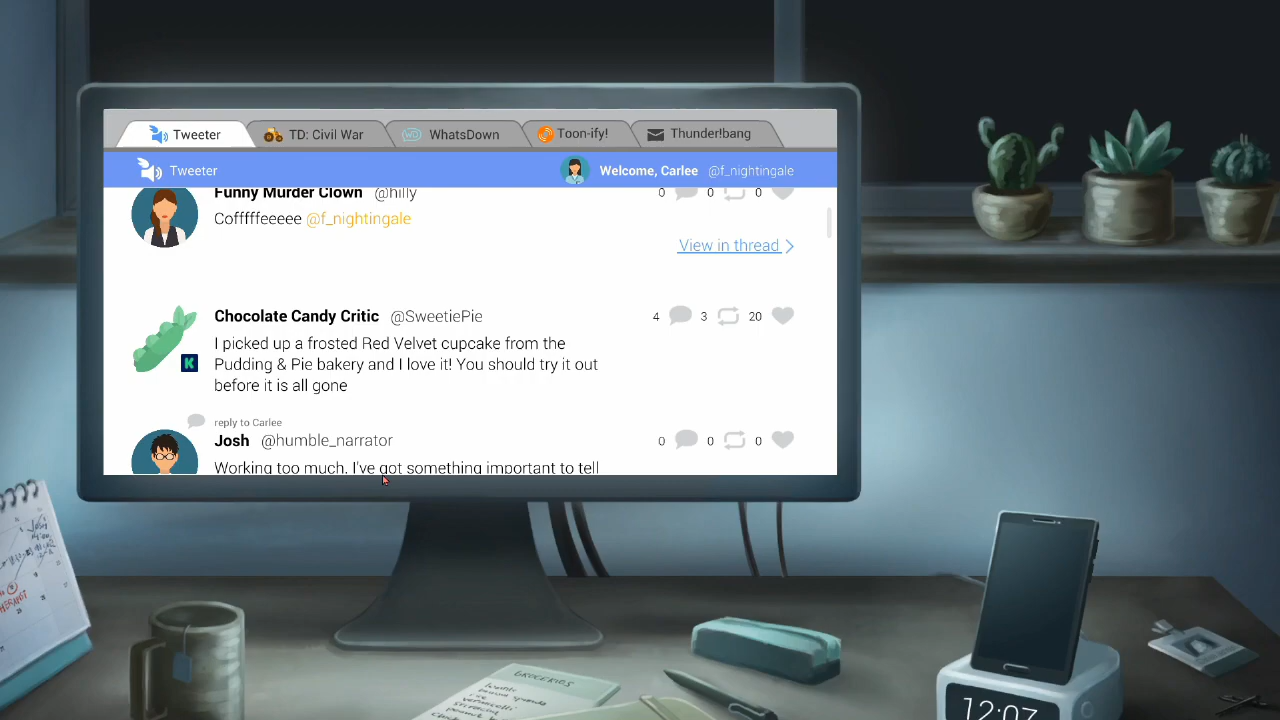 Tweeter
TD: Civil War
WhatsDown
Toon-ify!
Thunder!bang
Tweeter
Welcome, Carlee @f_nightingale
Funny Murder Clown @hilly
0 0 0
Cofffffeeeee @f_nightingale
View in thread
Chocolate Candy Critic @SweetiePie
4 3 20
I picked up a frosted Red Velvet cupcake from the
Pudding & Pie bakery and I love it! You should try it out
before it is all gone
K
reply to Carlee
Josh @humble_narrator
0 0 0
Working too much. I've got something important to tell
GROCERIES
12:07